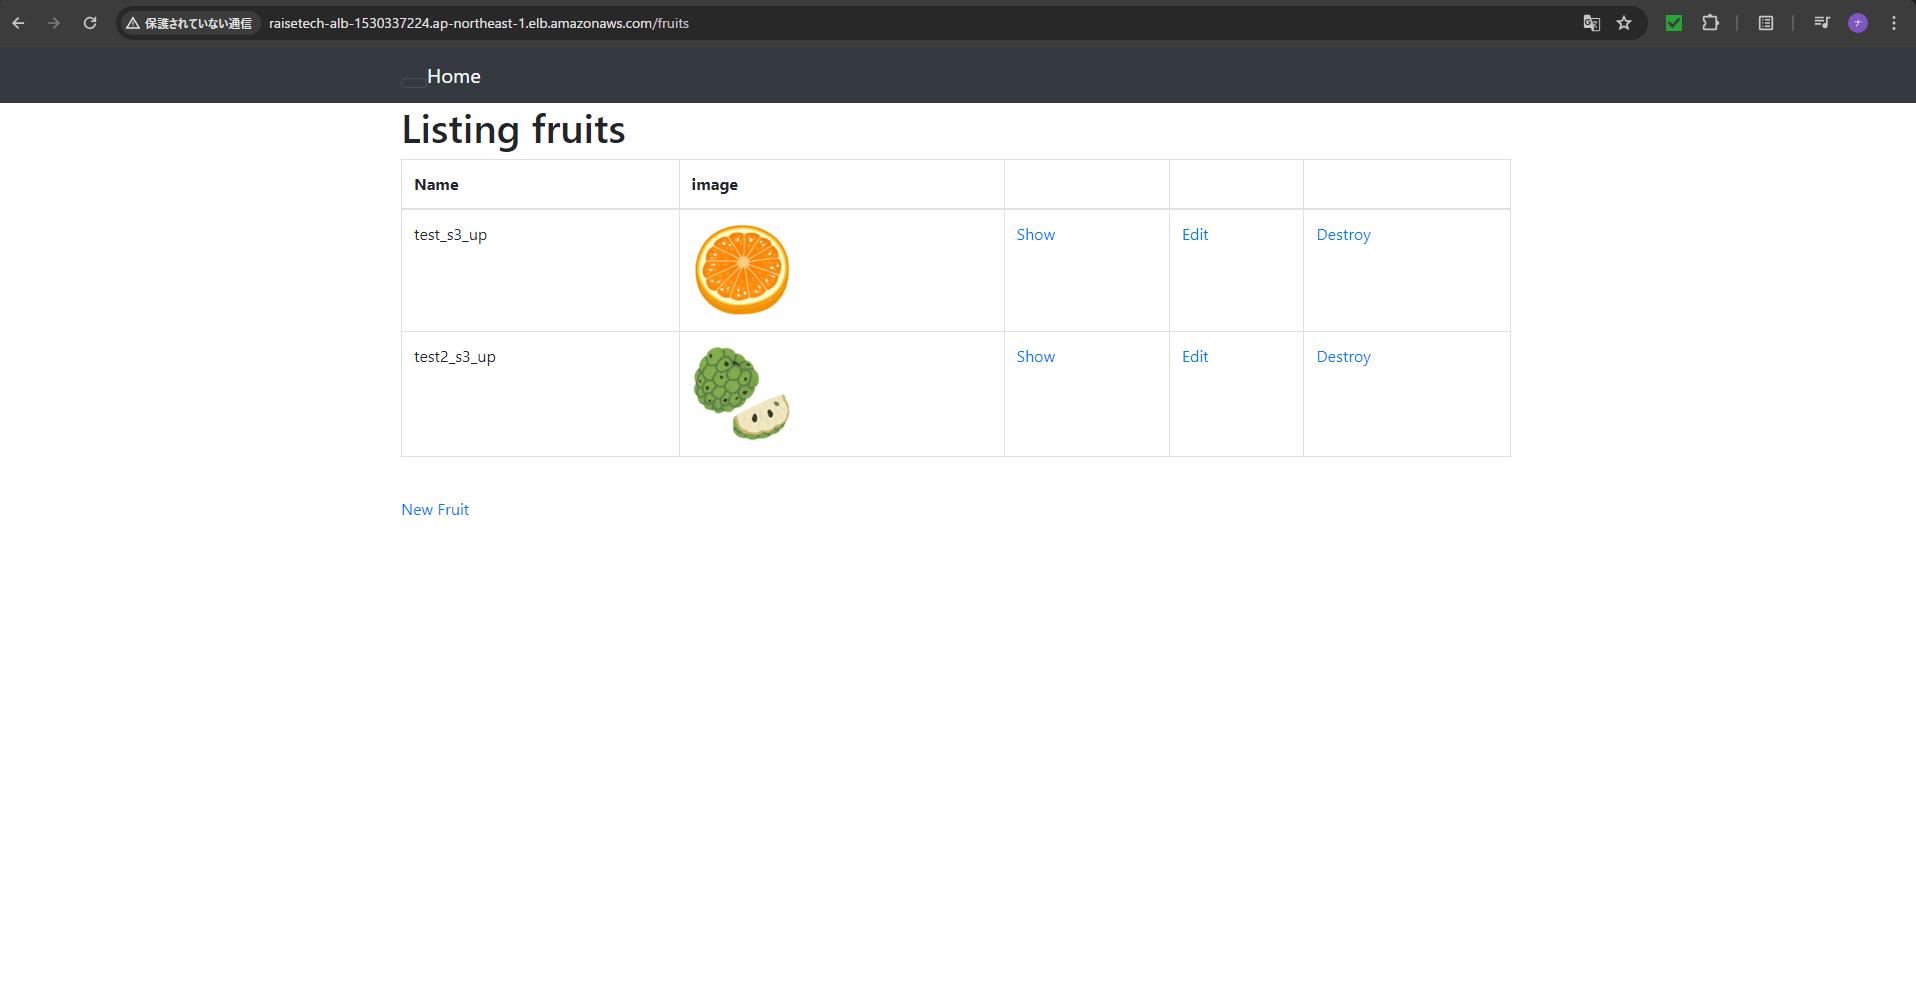 保護されていない通信 raisetech-alb-1530337224.ap-northeast-1.elb.amazonaws.com/fruits
ナ
Home
Listing fruits
Name image
test_s3_up Show Edit Destroy
test2_s3_up Show Edit Destroy
New Fruit